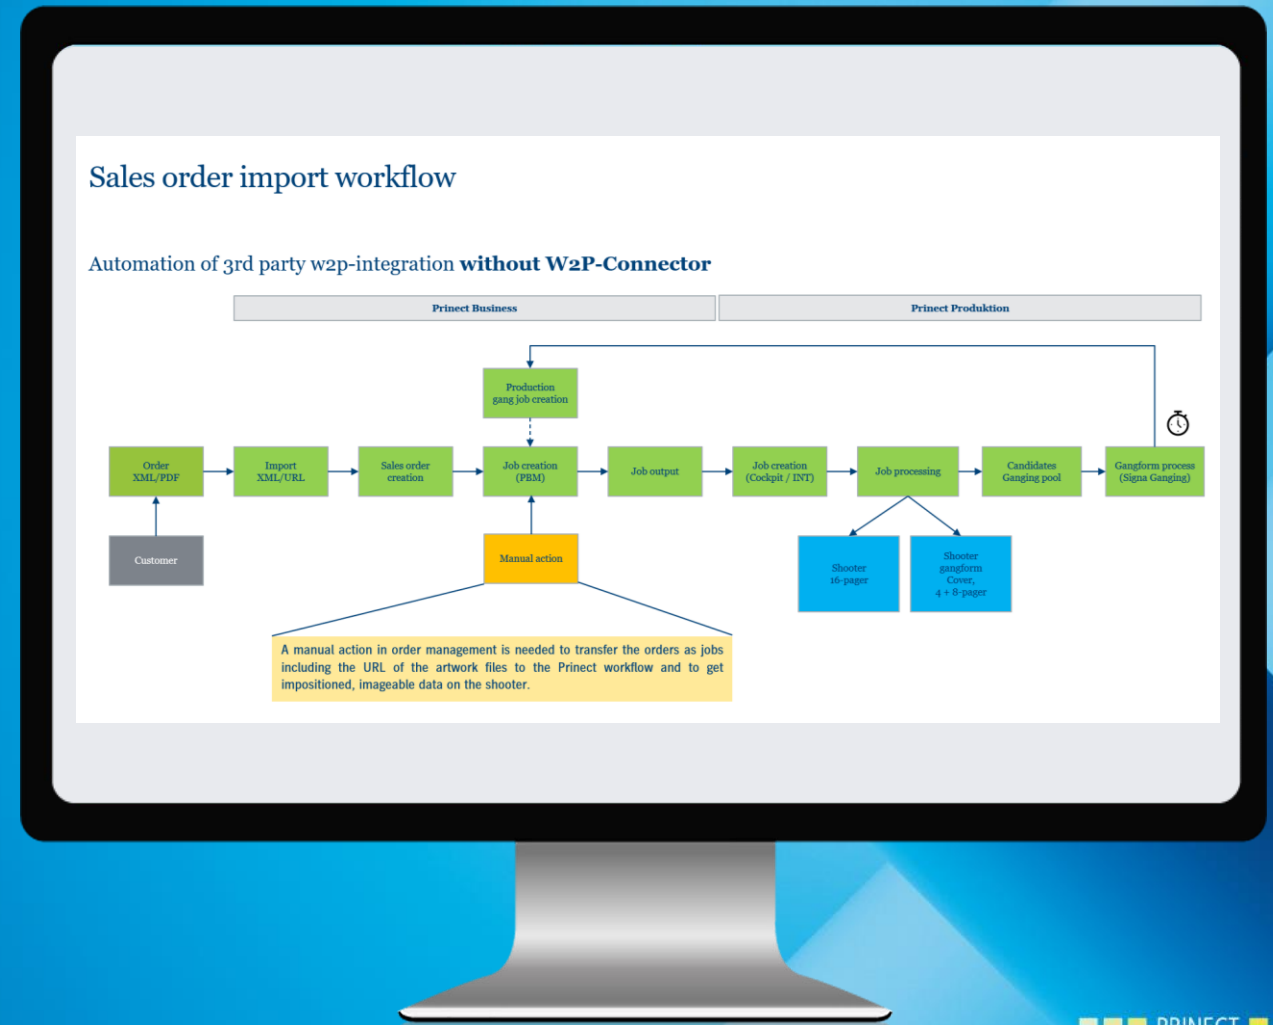 Sales order import workflow
Automation of 3rd party w2p-integration without W2P-Connector
Prinect Business
Prinect Produktion
Production
gang job creation
Order
XML/PDF
Import
XML/URL
Sales order
creation
Job creation
(PBM)
Job output
Job creation
(Cockpit / INT)
Job processing
Candidates
Ganging pool
Gangform process
(Signa Ganging)
Customer
Manual action
Shooter
16-pager
Shooter
gangform
Cover,
4 + 8-pager
A manual action in order management is needed to transfer the orders as jobs
including the URL of the artwork files to the Prinect workflow and to get
impositioned, imageable data on the shooter.
PRINECT